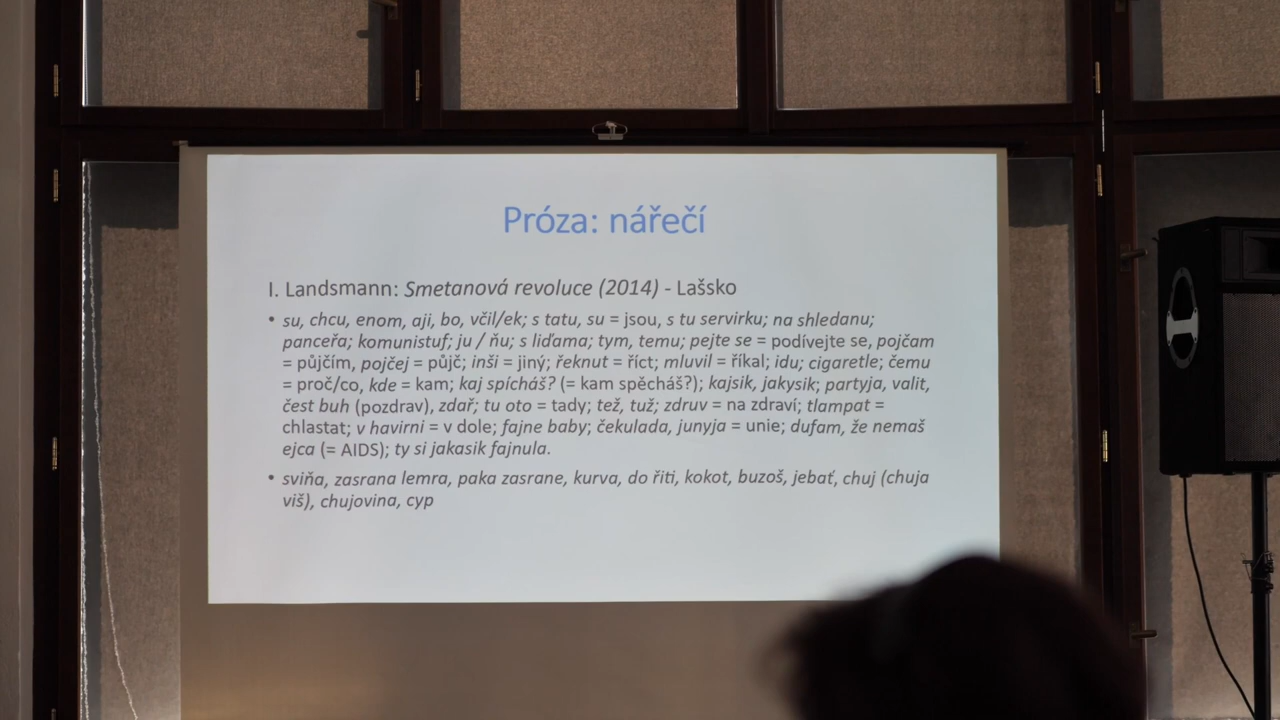 Próza: nářečí
I. Landsmann: Smetanová revoluce (2014) - Lašsko
• su, chcu, enom, aji, bo, včil/ek; s tatu, su = jsou, s tu servirku; na shledanu;
panceřa; komunistuf; ju / ňu; s liďama; tym, temu; pejte se = podívejte se, pojčam
= půjčím, pojčej = půjč; inši = jiný; řeknut = říct; mluvil = říkal; idu; cigaretle; čemu
= proč/co, kde = kam; kaj spícháš? (= kam spěcháš?); kajsik, jakysik; partyja, valit,
čest buh (pozdrav), zdař; tu oto = tady; tež, tuž; zdruv = na zdraví; tlampat =
chlastat; v havirni = v dole; fajne baby; čekulada, junyja = unie; dufam, že nemaš
ejca (= AIDS); ty si jakasik fajnula.
• sviňa, zasrana lemra, paka zasrane, kurva, do řiti, kokot, buzoš, jebať, chuj (chuja
viš), chujovina, cyp